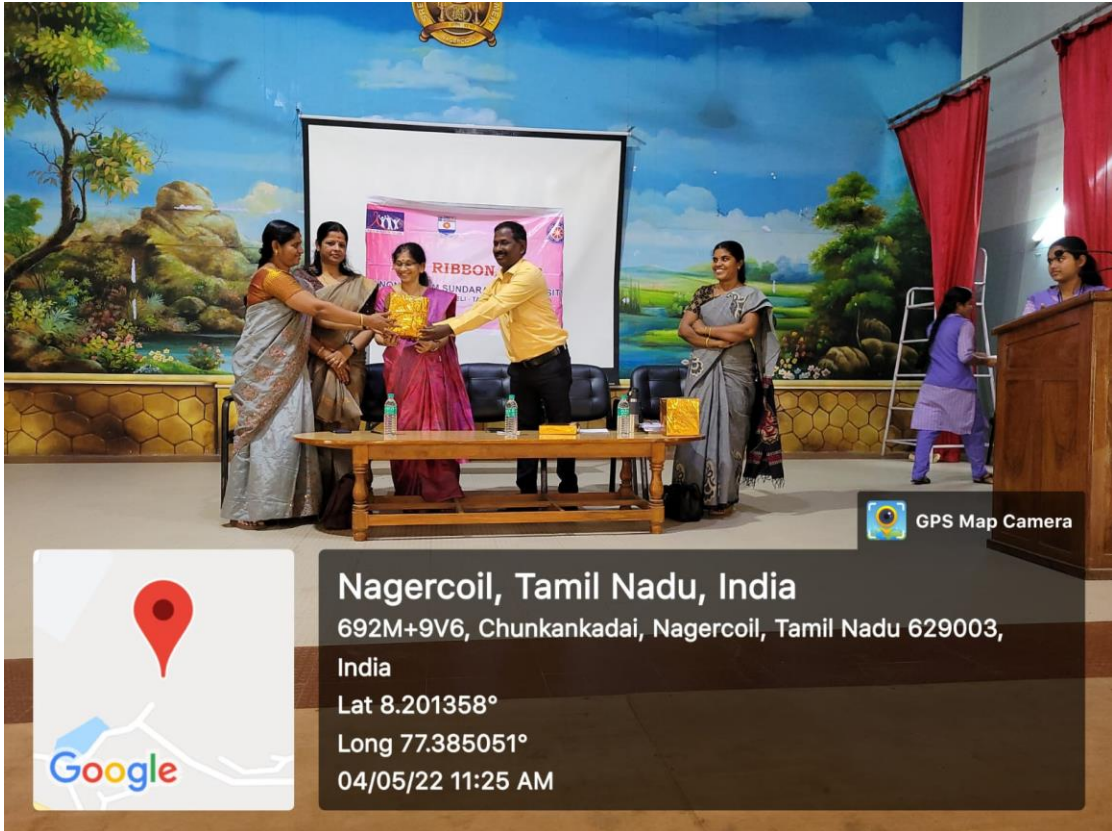 RIBBON
SUNDARA
GPS Map Camera
Nagercoil, Tamil Nadu, India
692M+9V6, Chunkankadai, Nagercoil, Tamil Nadu 629003,
India
Lat 8.201358°
Long 77.385051°
04/05/22 11:25 AM
Google